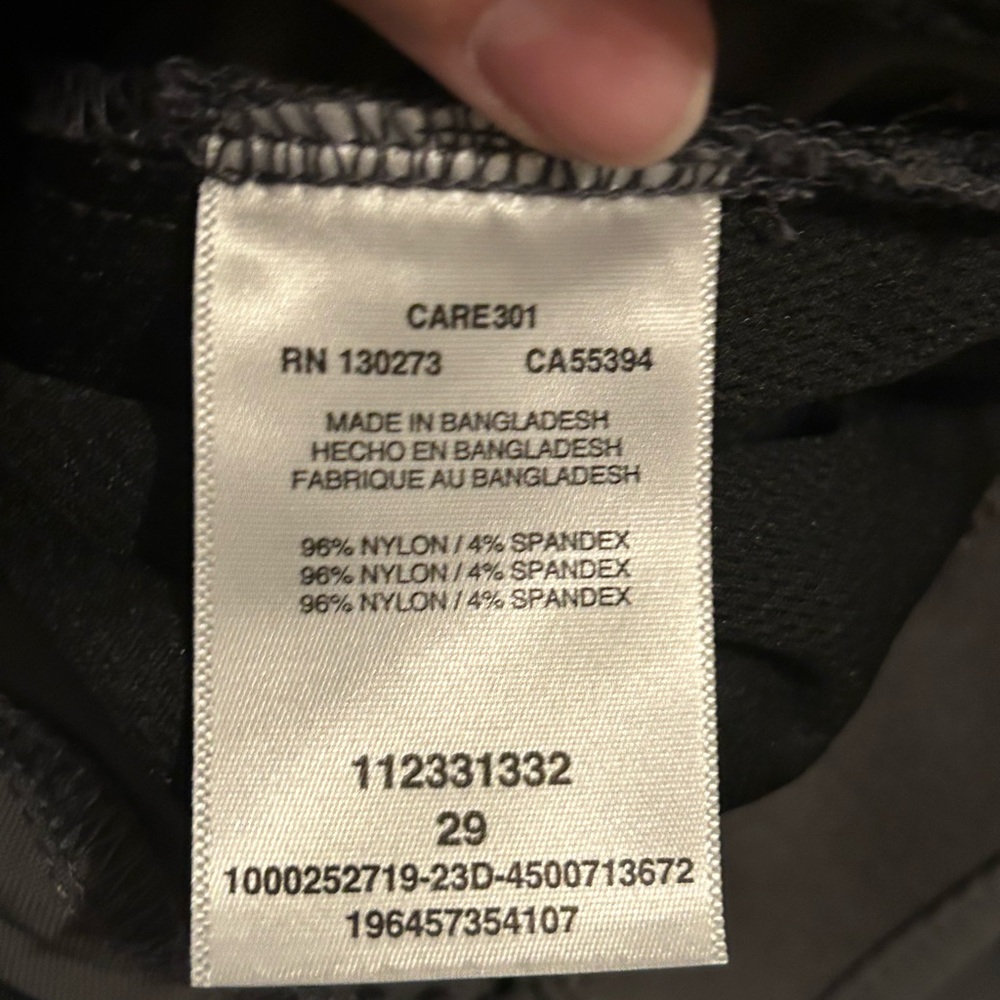 CARE301
RN 130273 CA55394
MADE IN BANGLADESH
HECHO EN BANGLADESH
FABRIQUE AU BANGLADESH
96% NYLON / 4% SPANDEX
96% NYLON / 4% SPANDEX
96% NYLON / 4% SPANDEX
112331332
29
1000252719-23D-4500713672
196457354107